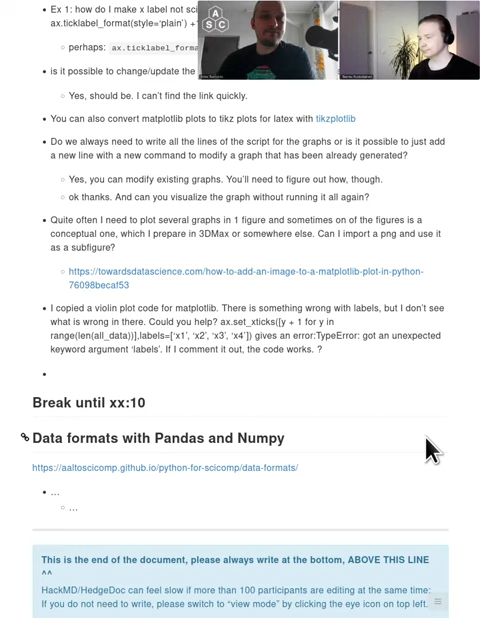 Ex 1: how do I make x label not sci
ax.ticklabel_format(style='plain') +
perhaps: ax.ticklabel_forma
is it possible to change/update the
Yes, should be. I can't find the link quickly.
You can also convert matplotlib plots to tikz plots for latex with tikzplotlib
Do we always need to write all the lines of the script for the graphs or is it possible to just add
a new line with a new command to modify a graph that has been already generated?
Yes, you can modify existing graphs. You'll need to figure out how, though.
ok thanks. And can you visualize the graph without running it all again?
Quite often I need to plot several graphs in 1 figure and sometimes on of the figures is a
conceptual one, which I prepare in 3DMax or somewhere else. Can I import a png and use it
as a subfigure?
https://towardsdatascience.com/how-to-add-an-image-to-a-matplotlib-plot-in-python-
76098becaf53
I copied a violin plot code for matplotlib. There is something wrong with labels, but I don't see
what is wrong in there. Could you help? ax.set_xticks([y + 1 for y in
range(len(all_data))],labels=['x1', 'x2', 'x3', 'x4']) gives an error:TypeError: got an unexpected
keyword argument 'labels'. If I comment it out, the code works. ?
Break until xx:10
Data formats with Pandas and Numpy
https://aaltoscicomp.github.io/python-for-scicomp/data-formats/
...
...
This is the end of the document, please always write at the bottom, ABOVE THIS LINE
^^
HackMD/HedgeDoc can feel slow if more than 100 participants are editing at the same time:
If you do not need to write, please switch to "view mode" by clicking the eye icon on top left.
A
S
C